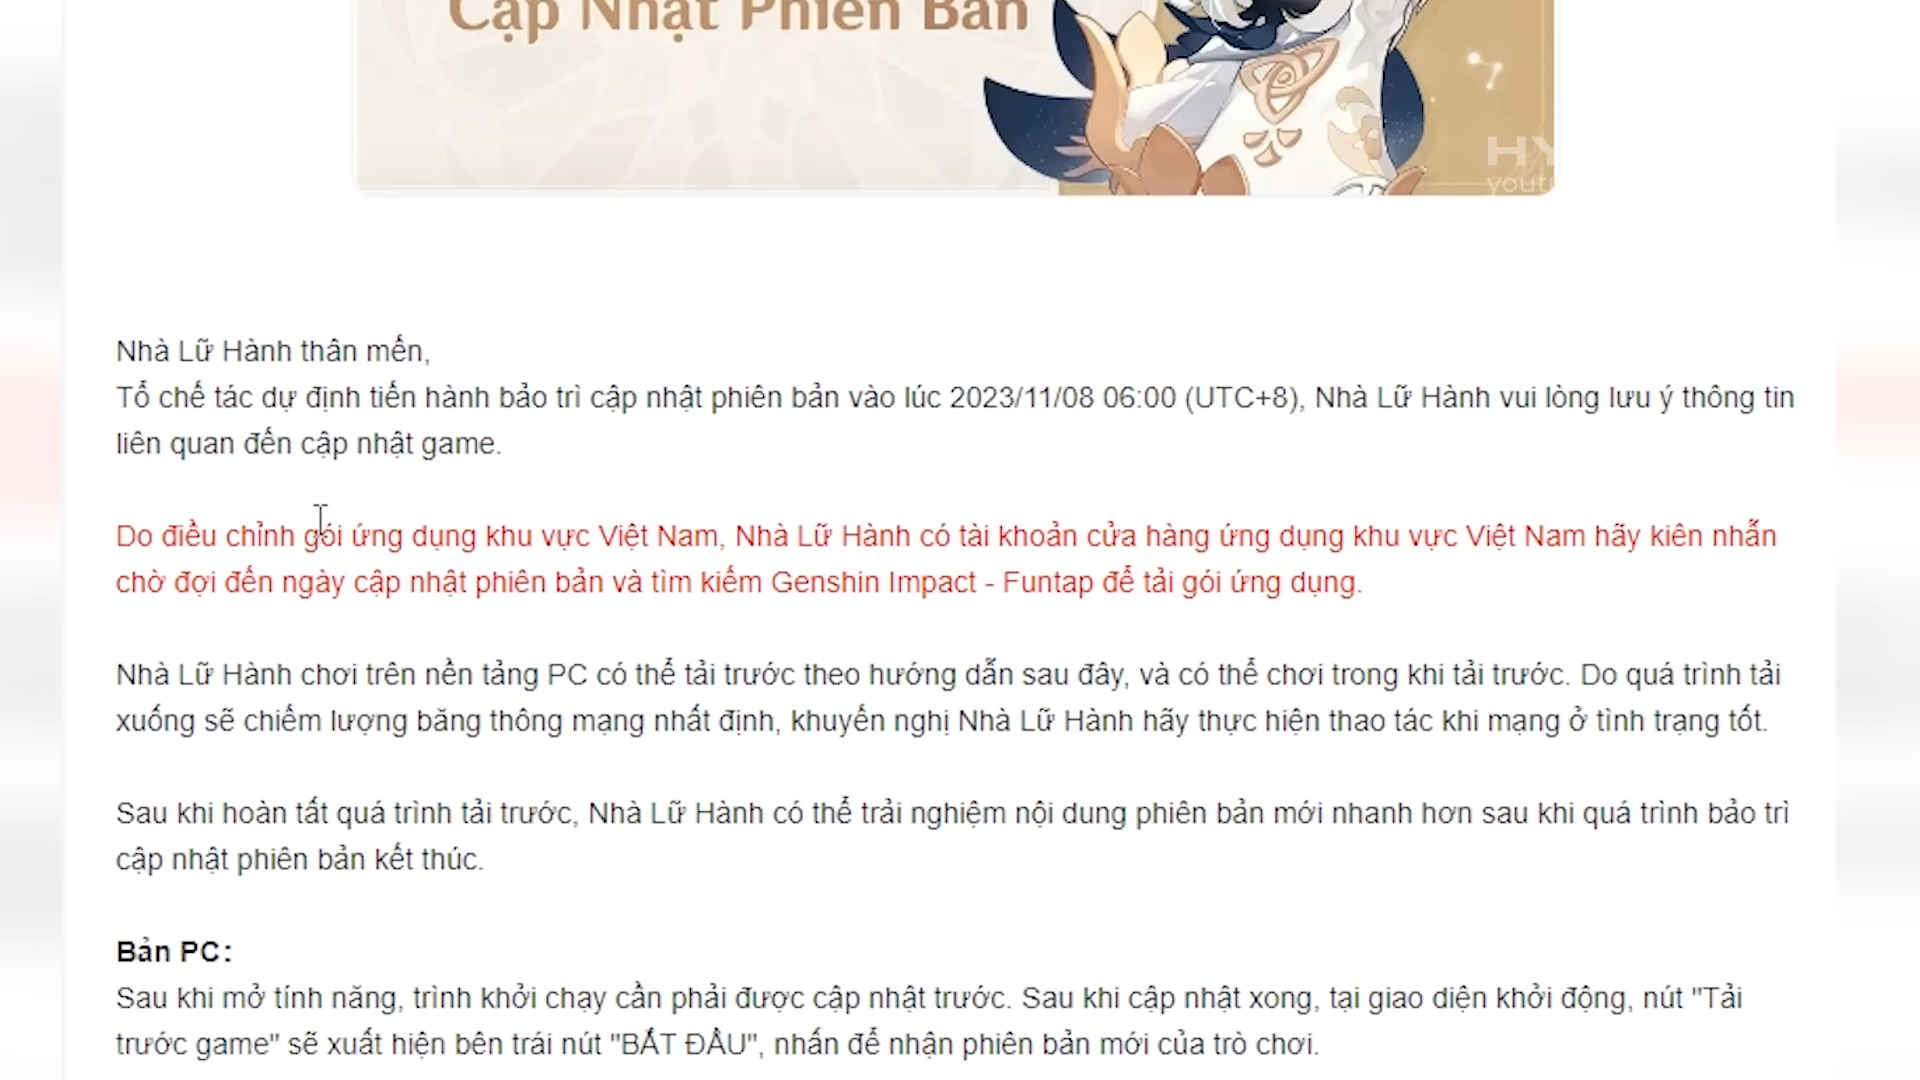 Cập Nhật Phiên Bản
HY
yout
Nhà Lữ Hành thân mến,
Tổ chế tác dự định tiến hành bảo trì cập nhật phiên bản vào lúc 2023/11/08 06:00 (UTC+8), Nhà Lữ Hành vui lòng lưu ý thông tin
liên quan đến cập nhật game.
Do điều chỉnh gói ứng dụng khu vực Việt Nam, Nhà Lữ Hành có tài khoản cửa hàng ứng dụng khu vực Việt Nam hãy kiên nhẫn
chờ đợi đến ngày cập nhật phiên bản và tìm kiếm Genshin Impact - Funtap để tải gói ứng dụng.
Nhà Lữ Hành chơi trên nền tảng PC có thể tải trước theo hướng dẫn sau đây, và có thể chơi trong khi tải trước. Do quá trình tải
xuống sẽ chiếm lượng băng thông mạng nhất định, khuyến nghị Nhà Lữ Hành hãy thực hiện thao tác khi mạng ở tình trạng tốt.
Sau khi hoàn tất quá trình tải trước, Nhà Lữ Hành có thể trải nghiệm nội dung phiên bản mới nhanh hơn sau khi quá trình bảo trì
cập nhật phiên bản kết thúc.
Bản PC:
Sau khi mở tính năng, trình khởi chạy cần phải được cập nhật trước. Sau khi cập nhật xong, tại giao diện khởi động, nút "Tải
trước game" sẽ xuất hiện bên trái nút "BẮT ĐẦU", nhấn để nhận phiên bản mới của trò chơi.